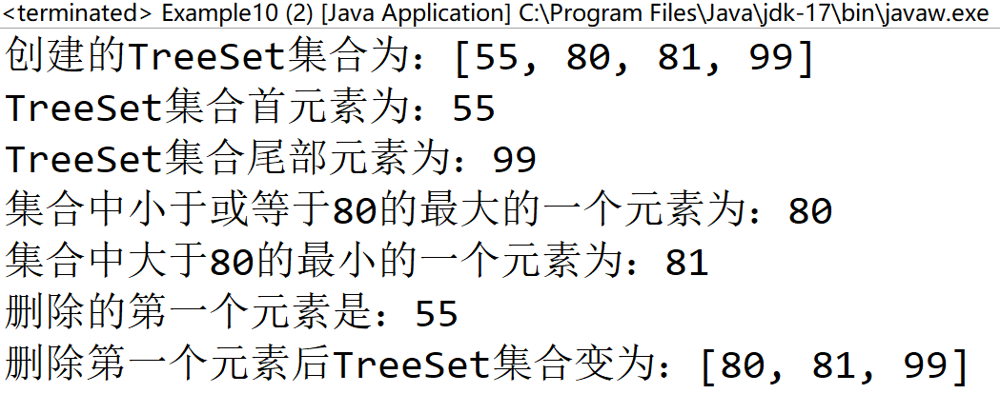 <terminated> Example10 (2) [Java Application] C:\Program Files\Java\jdk-17\bin\javaw.exe
创建的TreeSet集合为：[55, 80, 81, 99]
TreeSet集合首元素为：55
TreeSet集合尾部元素为：99
集合中小于或等于80的最大的一个元素为：80
集合中大于80的最小的一个元素为：81
删除的第一个元素是：55
删除第一个元素后TreeSet集合变为：[80, 81, 99]